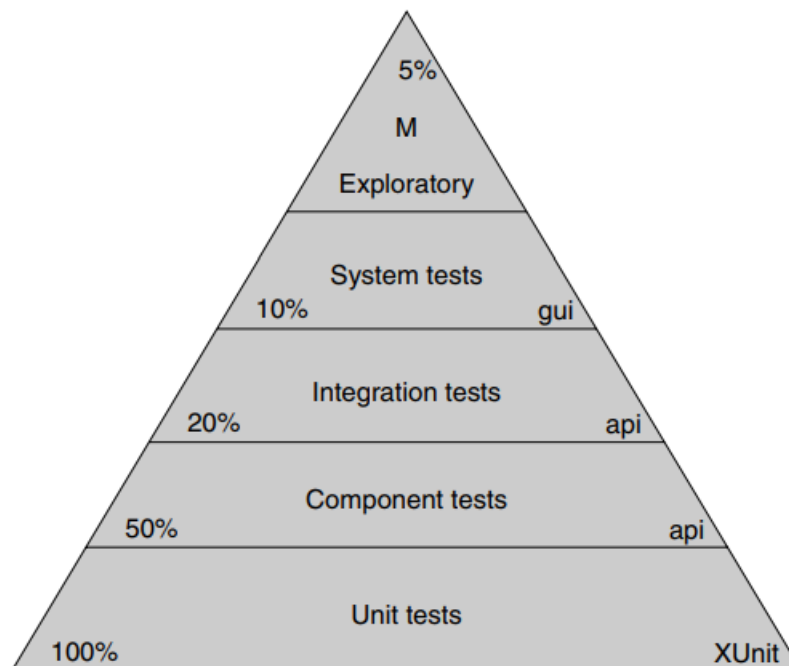 5%
M
Exploratory
System tests
10% gui
Integration tests
20% api
Component tests
50% api
Unit tests
100% XUnit